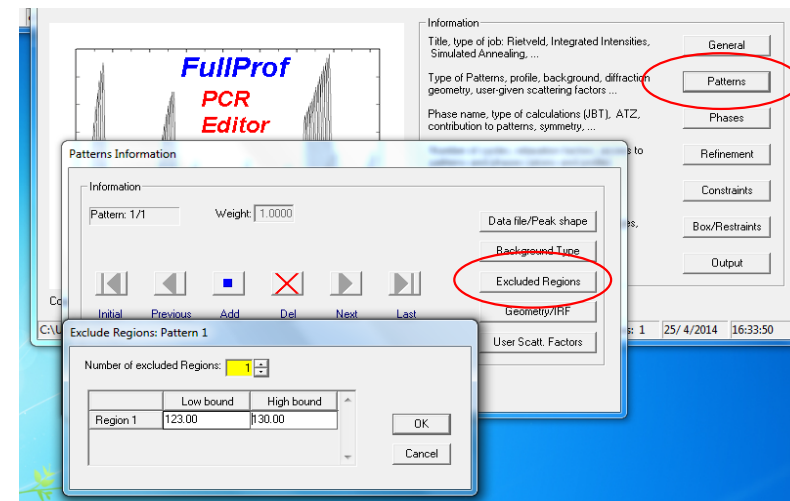 Information
Title, type of job: Rietveld, Integrated Intensities,
Simulated Annealing, ...
General
Type of Patterns, profile, background, diffraction
geometry, user-given scattering factors ...
Patterns
Phase name, type of calculations (JBT), ATZ,
contribution to patterns, symmetry, ...
Phases
FullProf
PCR
Editor
to
Refinement
Constraints
Box/Restraints
Output
Patterns Information
Information
Pattern: 1/1
Weight: 1.0000
Data file/Peak shape
Background Type
Excluded Regions
Geometry/IRF
User Scatt. Factors
Initial
Previous
Add
Del
Next
Last
Co
C:\U
s: 1
25/ 4/2014
16:33:50
Exclude Regions: Pattern 1
Number of excluded Regions: 1
Low bound
High bound
Region 1
123.00
130.00
OK
Cancel